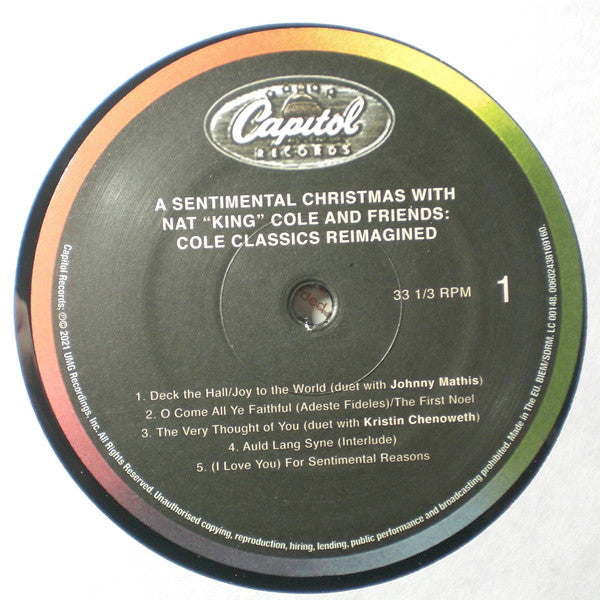 Capitol
RECORDS
A SENTIMENTAL CHRISTMAS WITH
NAT “KING” COLE AND FRIENDS:
COLE CLASSICS REIMAGINED
33 1/3 RPM
1
1. Deck the Hall/Joy to the World (duet with Johnny Mathis)
2. O Come All Ye Faithful (Adeste Fideles)/The First Noel
3. The Very Thought of You (duet with Kristin Chenoweth)
4. Auld Lang Syne (Interlude)
5. (I Love You) For Sentimental Reasons
Capitol Records; ℗© 2021 UMG Recordings, Inc. All Rights Reserved. Unauthorised copying, reproduction, hiring, lending, public performance and broadcasting prohibited. Made in The EU. BIEM/SDRM. LC 00148. 00602438169160.